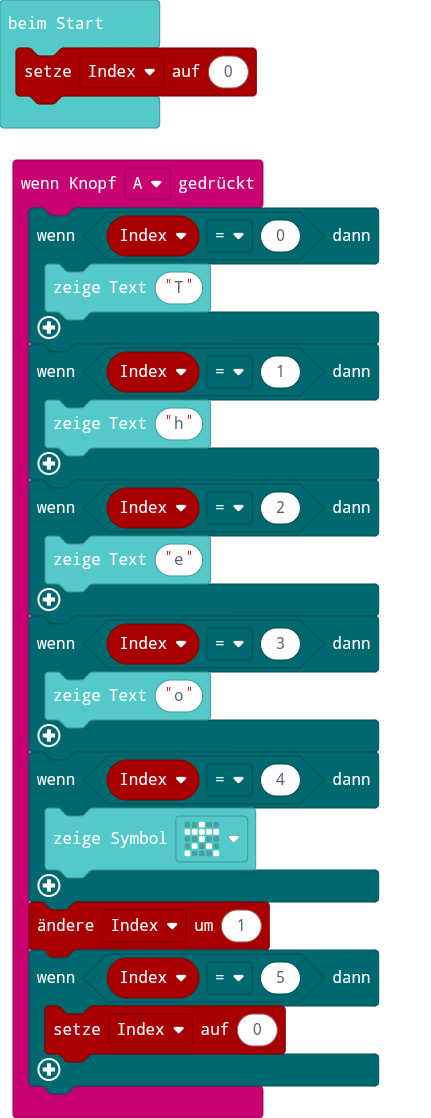 beim Start
setze Index auf 0
wenn Knopf A gedrückt
wenn Index = 0 dann
zeige Text "T"
wenn Index = 1 dann
zeige Text "h"
wenn Index = 2 dann
zeige Text "e"
wenn Index = 3 dann
zeige Text "o"
wenn Index = 4 dann
zeige Symbol
ändere Index um 1
wenn Index = 5 dann
setze Index auf 0